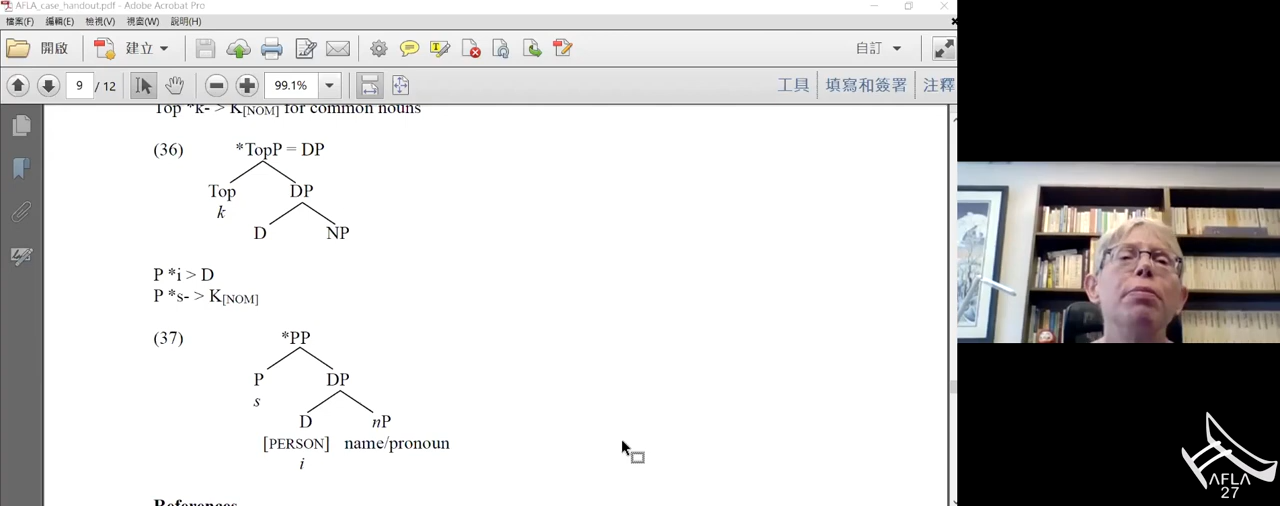 AFLA_case_handout.pdf - Adobe Acrobat Pro
檔案(F) 編輯(E) 檢視(V) 視窗(W) 說明(H)
開啟 建立 自訂
9 / 12 99.1% 工具 填寫和簽署 注釋
Top *k- > K[NOM] for common nouns
(36) *TopP = DP
Top DP
k
D NP
P *i > D
P *s- > K[NOM]
(37) *PP
P DP
s
D nP
[PERSON] name/pronoun
i
References
AFLA
27